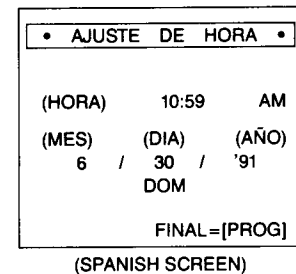 • AJUSTE DE HORA •
(HORA) 10:59 AM
(MES) (DIA) (AÑO)
6 / 30 / '91
DOM
FINAL=[PROG]
(SPANISH SCREEN)